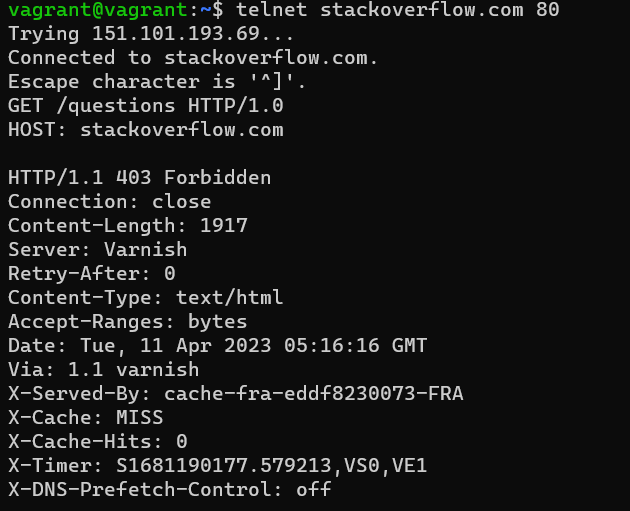 vagrant@vagrant:~$ telnet stackoverflow.com 80
Trying 151.101.193.69...
Connected to stackoverflow.com.
Escape character is '^]'.
GET /questions HTTP/1.0
HOST: stackoverflow.com

HTTP/1.1 403 Forbidden
Connection: close
Content-Length: 1917
Server: Varnish
Retry-After: 0
Content-Type: text/html
Accept-Ranges: bytes
Date: Tue, 11 Apr 2023 05:16:16 GMT
Via: 1.1 varnish
X-Served-By: cache-fra-eddf8230073-FRA
X-Cache: MISS
X-Cache-Hits: 0
X-Timer: S1681190177.579213,VS0,VE1
X-DNS-Prefetch-Control: off